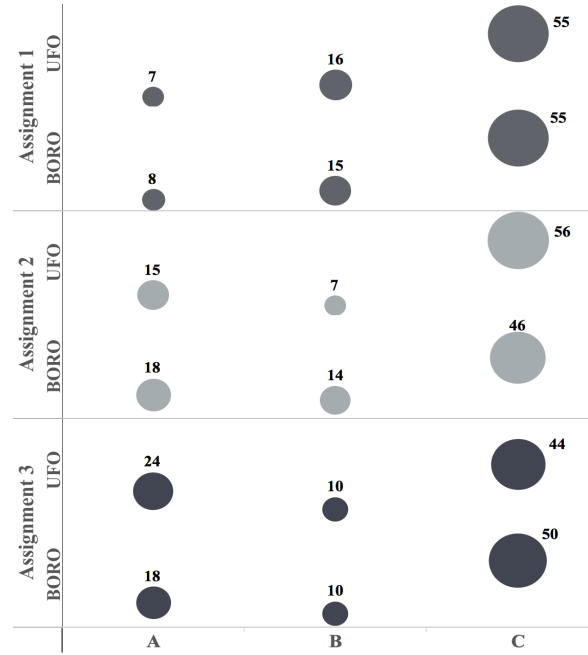 Assignment 1
UFO
7
16
55
BORO
8
15
55
Assignment 2
UFO
15
7
56
BORO
18
14
46
Assignment 3
UFO
24
10
44
BORO
18
10
50
A B C